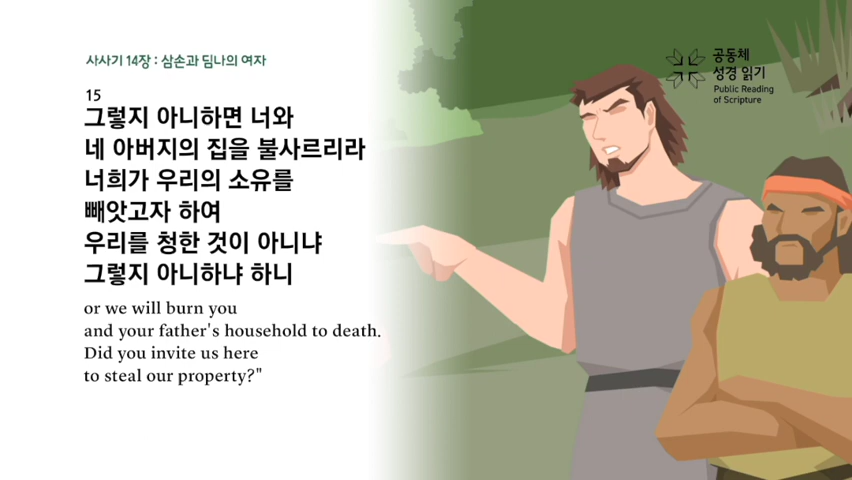 사사기 14장 : 삼손과 딤나의 여자
15
그렇지 아니하면 너와
네 아버지의 집을 불사르리라
너희가 우리의 소유를
빼앗고자 하여
우리를 청한 것이 아니냐
그렇지 아니하냐 하니
or we will burn you
and your father's household to death.
Did you invite us here
to steal our property?"
공동체
성경 읽기
Public Reading
of Scripture